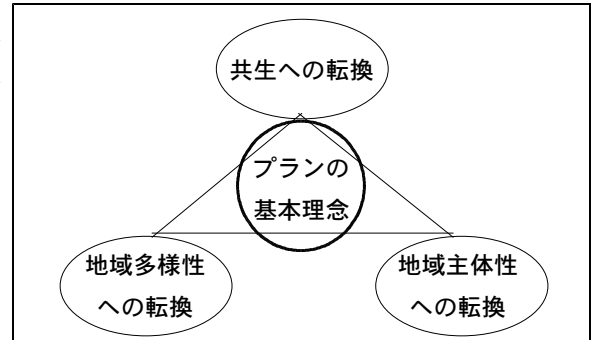 共生への転換
プランの
基本理念
地域多様性
への転換
地域主体性
への転換